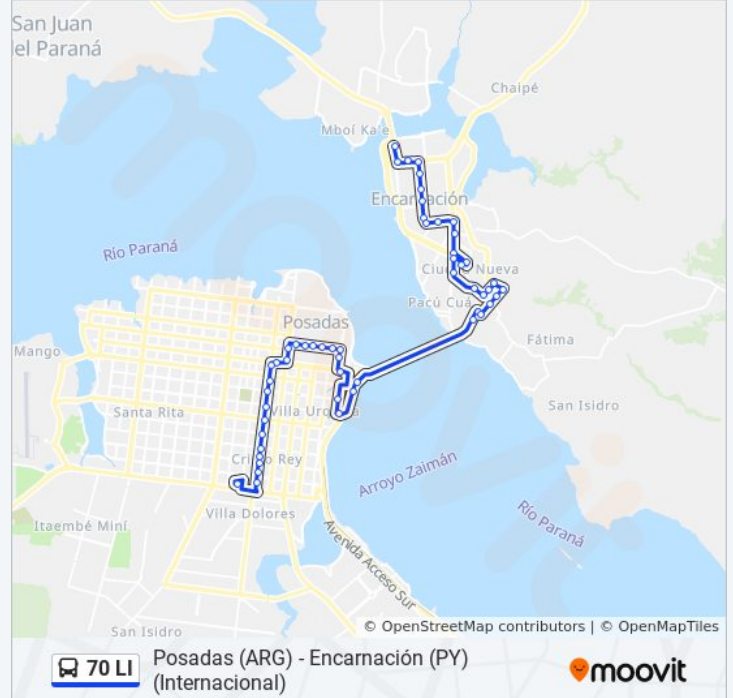 San Juan
del Paraná
Chaipé
Mboí Ka'e
Encarnación
Río Paraná
Ciudad Nueva
Pacú Cuá
Posadas
Fátima
Mango
San Isidro
Santa Rita
Villa Urquiza
Cristo Rey
Arroyo Zaimán
Villa Dolores
Río Paraná
Itaembé Miní
Avenida Acceso Sur
San Isidro
© OpenStreetMap contributors | © OpenMapTiles
70 LI
Posadas (ARG) - Encarnación (PY)
(Internacional)
moovit
moovit